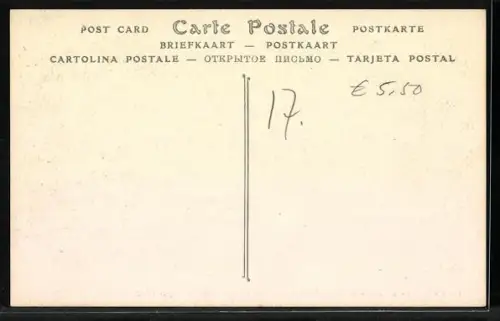 POST CARD Carte Postale POSTKARTE
BRIEFKAART — POSTKAART
CARTOLINA POSTALE — ОТКРЫТОЕ ПИСЬМО — TARJETA POSTAL
€ 5,50
17.